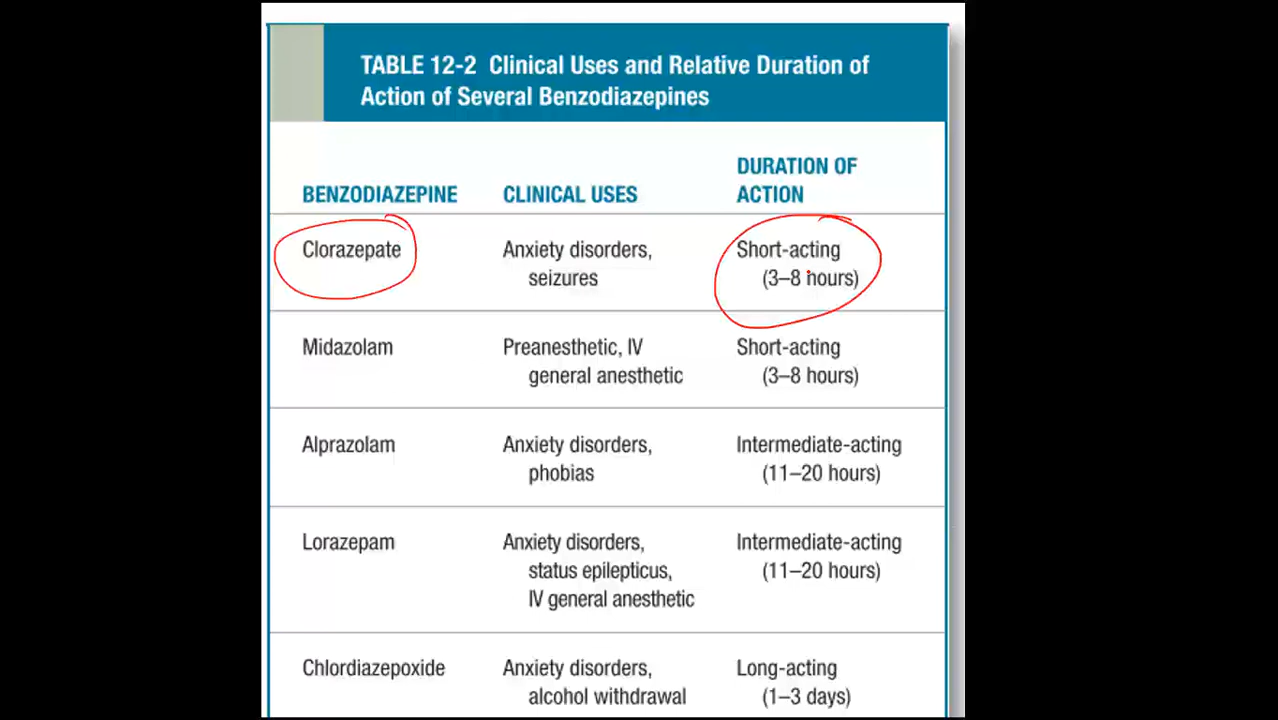 TABLE 12-2 Clinical Uses and Relative Duration of
Action of Several Benzodiazepines
BENZODIAZEPINE CLINICAL USES DURATION OF
ACTION
Clorazepate Anxiety disorders, Short-acting
seizures (3–8 hours)
Midazolam Preanesthetic, IV Short-acting
general anesthetic (3–8 hours)
Alprazolam Anxiety disorders, Intermediate-acting
phobias (11–20 hours)
Lorazepam Anxiety disorders, Intermediate-acting
status epilepticus, (11–20 hours)
IV general anesthetic
Chlordiazepoxide Anxiety disorders, Long-acting
alcohol withdrawal (1–3 days)